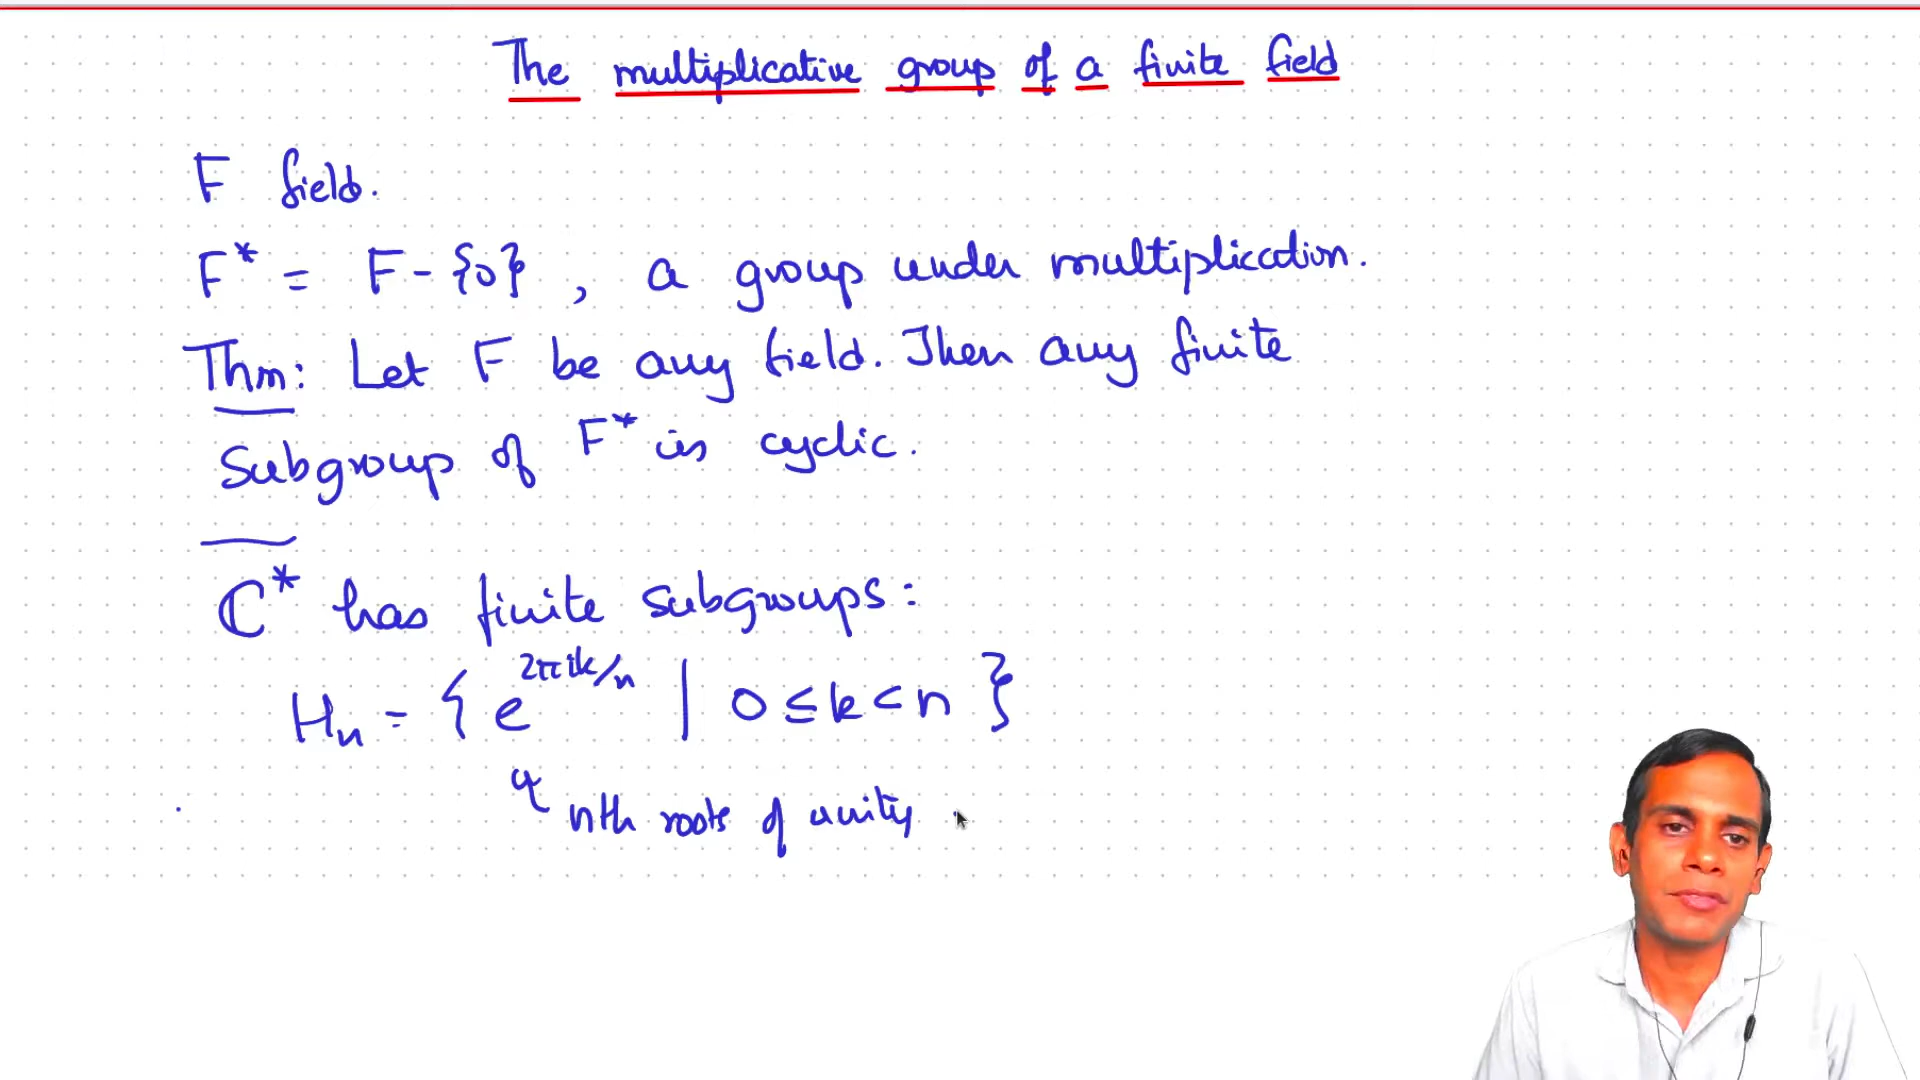 The multiplicative group of a finite field
F field.
F* = F - {0}, a group under multiplication.
Thm: Let F be any field. Then any finite
subgroup of F* is cyclic.
ℂ* has finite subgroups:
Hₙ = { e^{2πik/n} | 0 ≤ k < n }
nth roots of unity.